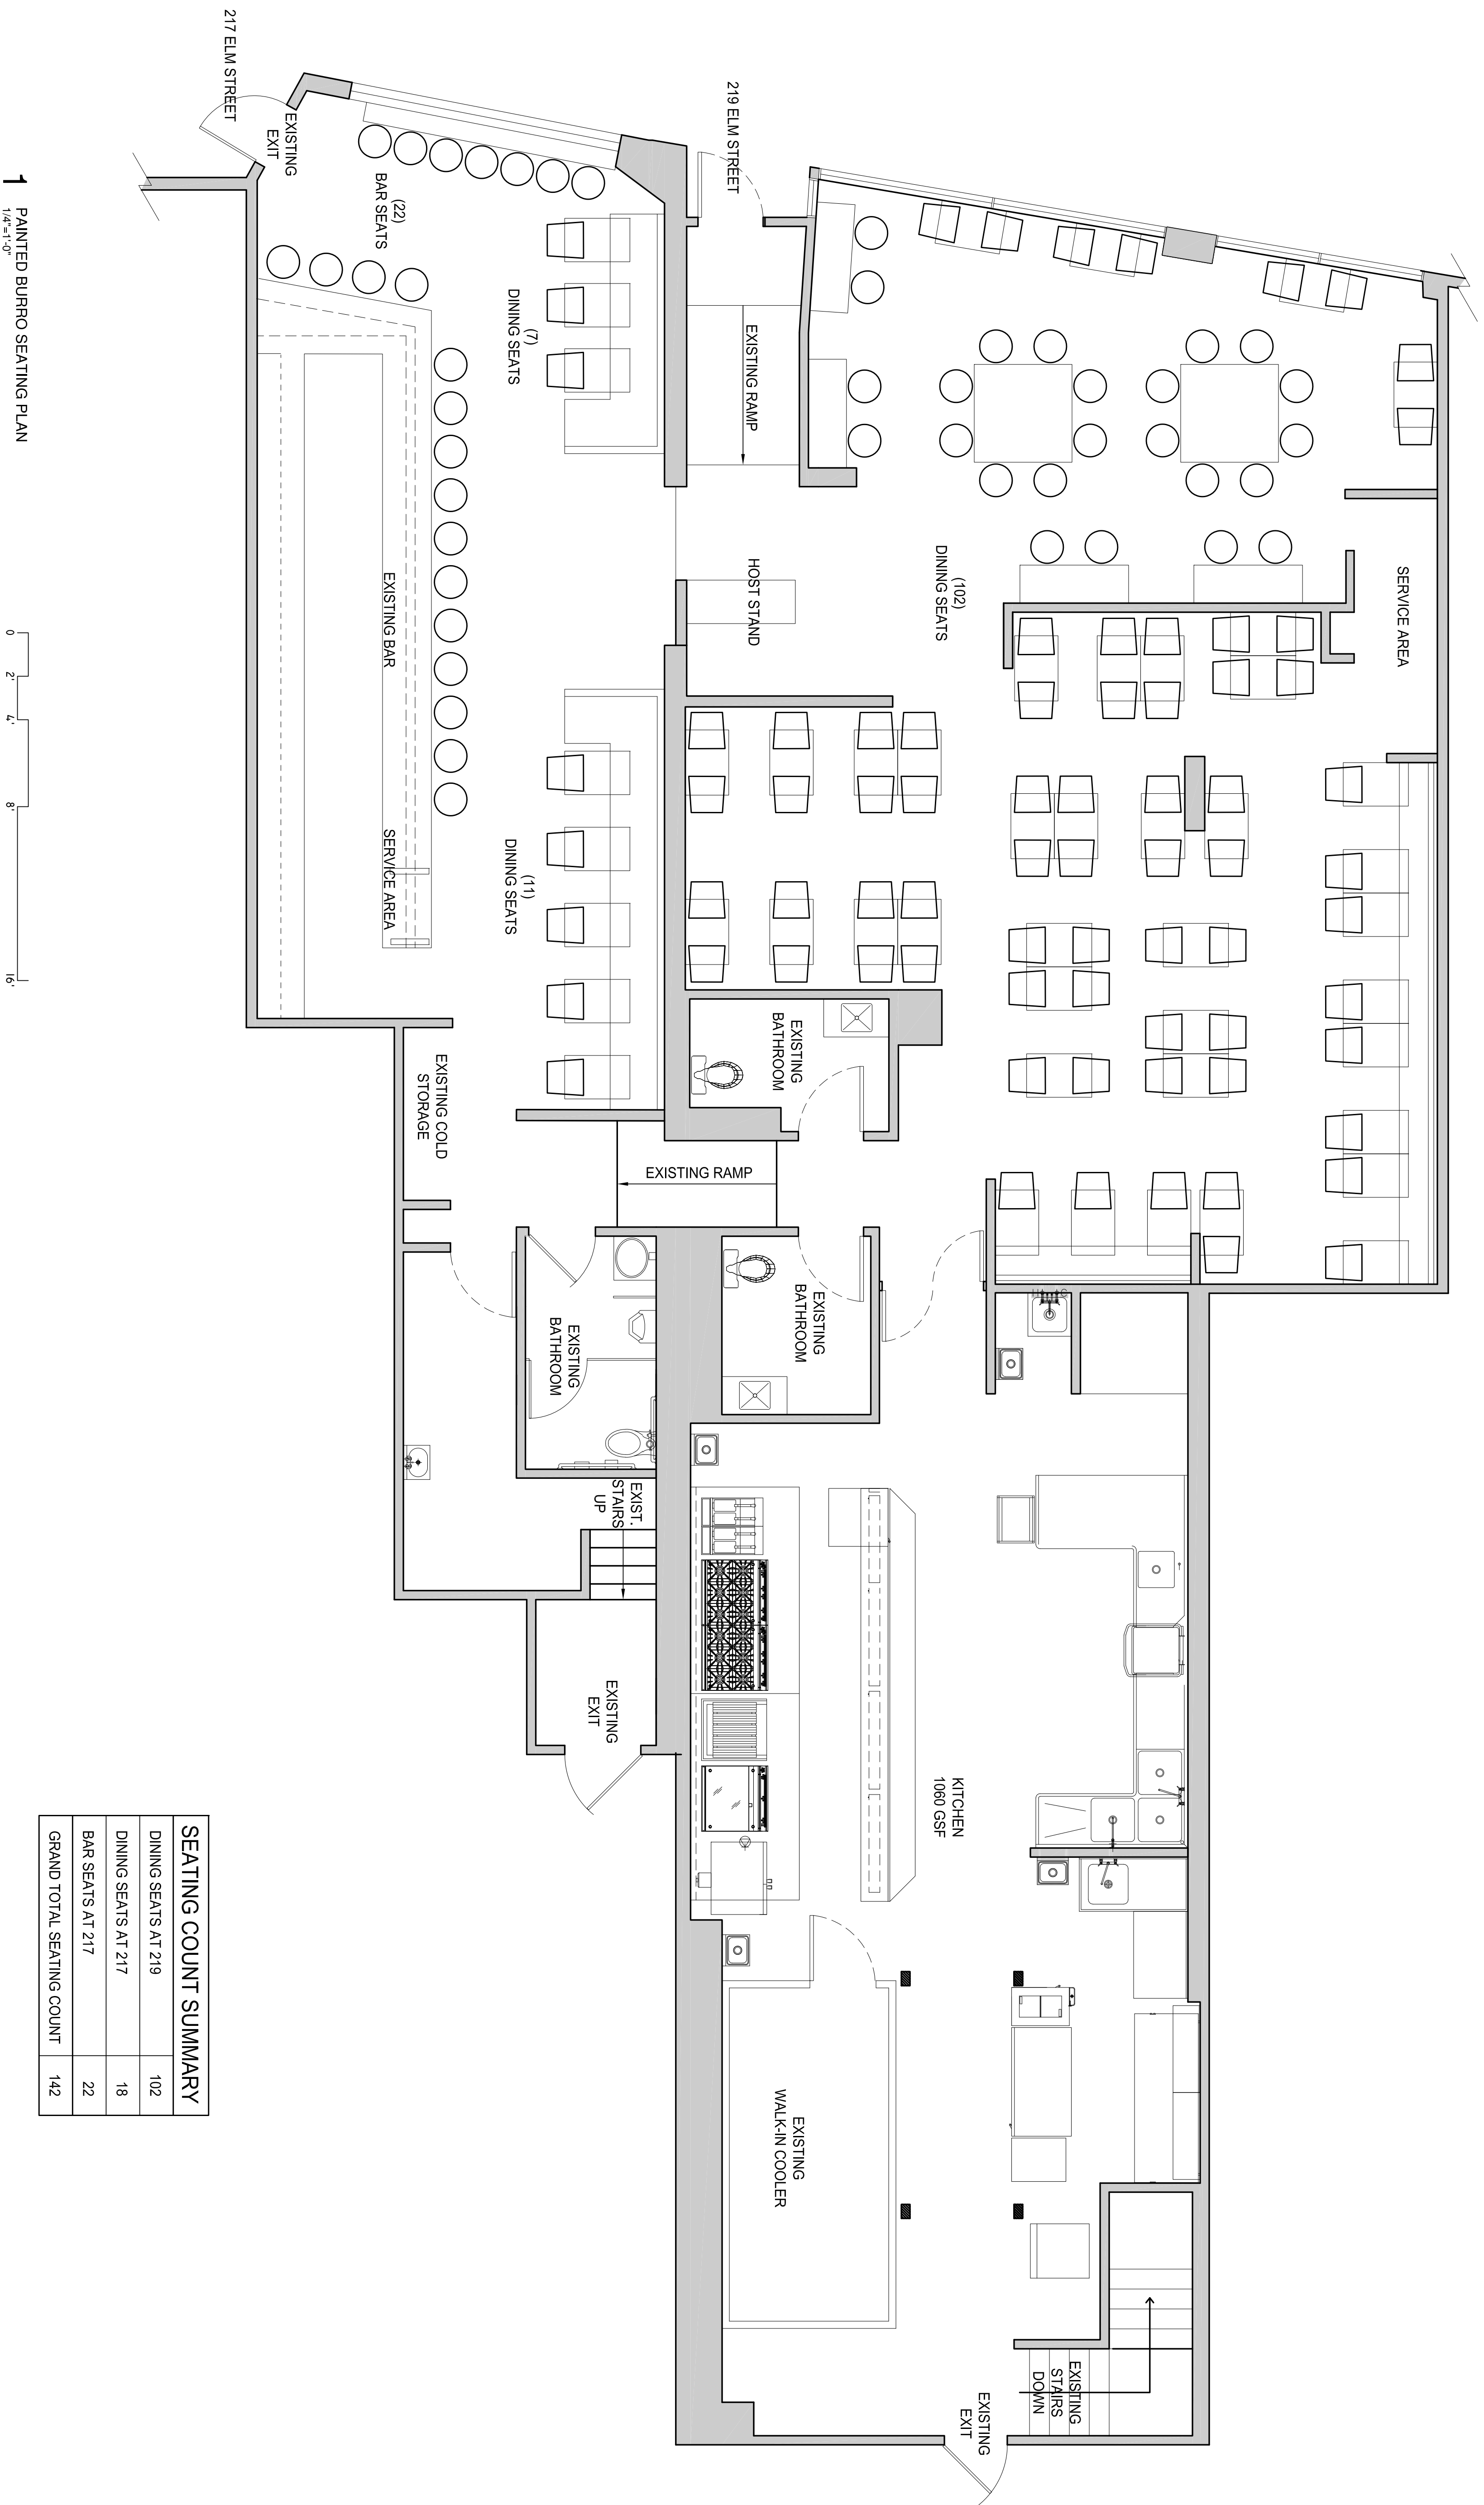 217 ELM STREET
EXISTING
EXIT
219 ELM STREET
(22)
BAR SEATS
(7)
DINING SEATS
EXISTING RAMP
HOST STAND
(102)
DINING SEATS
SERVICE AREA
EXISTING BAR
SERVICE AREA
(11)
DINING SEATS
EXISTING
BATHROOM
EXISTING COLD
STORAGE
EXISTING RAMP
EXISTING
BATHROOM
EXISTING
BATHROOM
EXIST.
STAIRS
UP
EXISTING
EXIT
KITCHEN
1060 GSF
EXISTING
WALK-IN COOLER
EXISTING
STAIRS
DOWN
EXISTING
EXIT
1
PAINTED BURRO SEATING PLAN
1/4"=1'-0"
0 2' 4' 8' 16'
SEATING COUNT SUMMARY
DINING SEATS AT 219 102
DINING SEATS AT 217 18
BAR SEATS AT 217 22
GRAND TOTAL SEATING COUNT 142